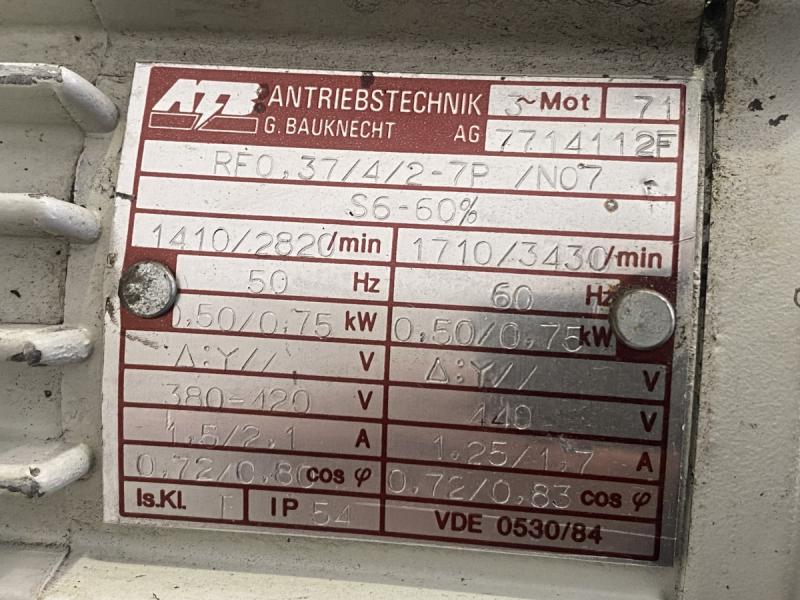 ATB ANTRIEBSTECHNIK 3~Mot 71
G. BAUKNECHT AG 7714112F
RF0,37/4/2-7P /N07
S6-60%
1410/2820/min 1710/3430/min
50 Hz 60 Hz
0,50/0,75 kW 0,50/0,75 kW
Δ:Y// V Δ:Y// V
380-420 V 440 V
1,5/2,1 A 1,25/1,7 A
0,72/0,80 cos φ 0,72/0,83 cos φ
Is.Kl. F IP 54 VDE 0530/84